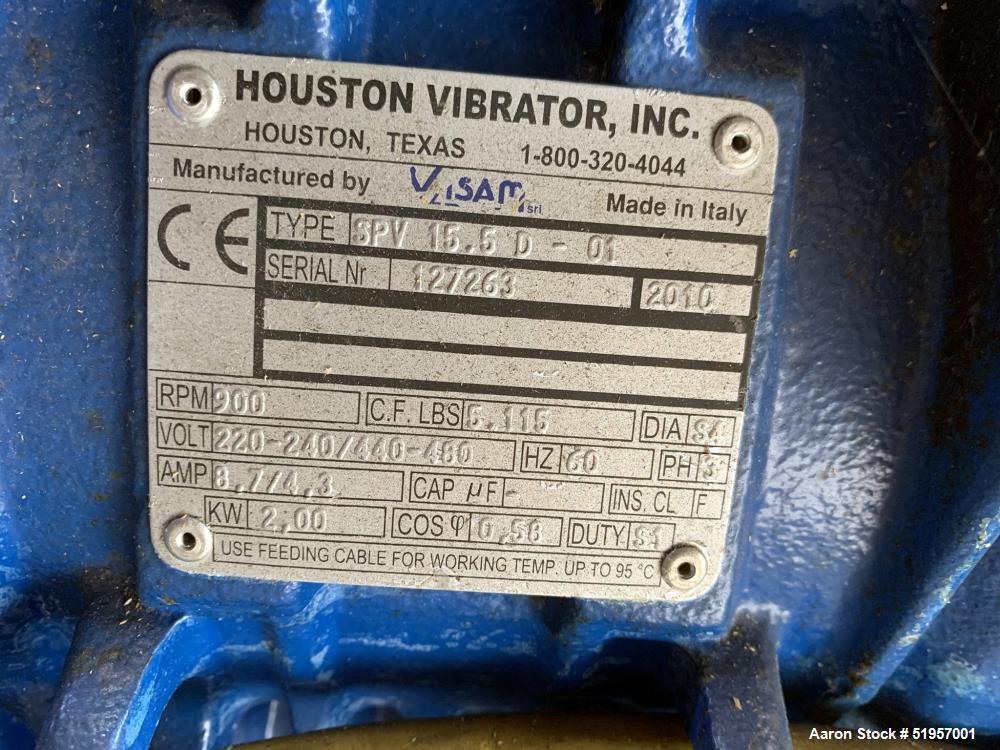 HOUSTON VIBRATOR, INC.
HOUSTON, TEXAS 1-800-320-4044
Manufactured by VISAM srl Made in Italy
CE
TYPE SPV 15.5 D - 01
SERIAL Nr 127263 2010
RPM 900 C.F. LBS 5.115 DIA S4
VOLT 220-240/440-480 HZ 60 PH 3
AMP 8,7/4,3 CAP µF - INS. CL F
KW 2,00 COS φ 0,58 DUTY S1
USE FEEDING CABLE FOR WORKING TEMP. UP TO 95 °C
Aaron Stock # 51957001